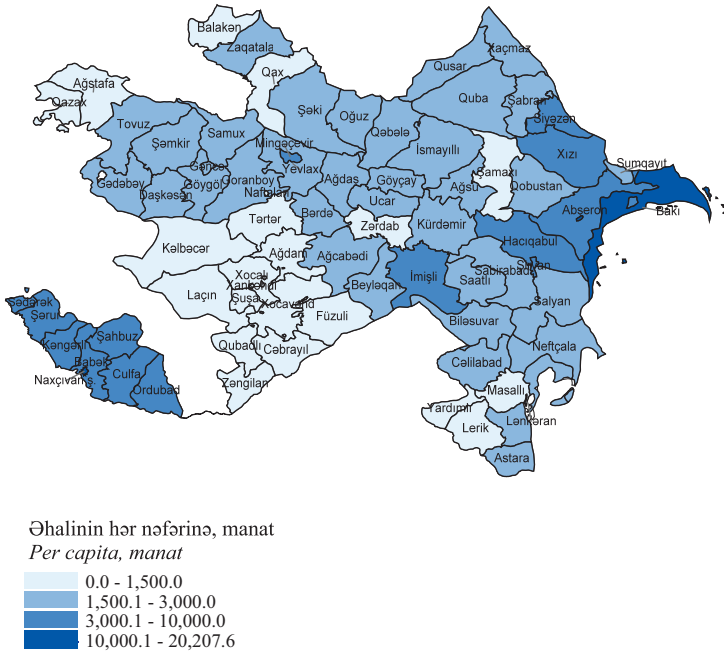 Balakən
Zaqatala
Qax
Ağstafa
Qazax
Tovuz
Şəmkir
Samux
Şəki
Oğuz
Qəbələ
Qusar
Xaçmaz
Quba
Şabran
Siyəzən
Xızı
Sumqayıt
Abşeron
Bakı
Mingəçevir
Gəncə
Gədəbəy
Daşkəsən
Göygöl
Goranboy
Naftalan
Yevlax
Ağdaş
Göyçay
İsmayıllı
Şamaxı
Ağsu
Qobustan
Ucar
Zərdab
Kürdəmir
Hacıqabul
Tərtər
Bərdə
Kəlbəcər
Ağdam
Ağcabədi
Beyləqan
İmişli
Saatlı
Sabirabad
Şirvan
Salyan
Laçın
Xocalı
Xankəndi
Şuşa
Xocavənd
Füzuli
Qubadlı
Cəbrayıl
Zəngilan
Biləsuvar
Neftçala
Cəlilabad
Masallı
Yardımlı
Lerik
Lənkəran
Astara
Sədərək
Şərur
Kəngərli
Şahbuz
Babək
Naxçıvan ş.
Culfa
Ordubad
Əhalinin hər nəfərinə, manat
Per capita, manat
0.0 - 1,500.0
1,500.1 - 3,000.0
3,000.1 - 10,000.0
10,000.1 - 20,207.6